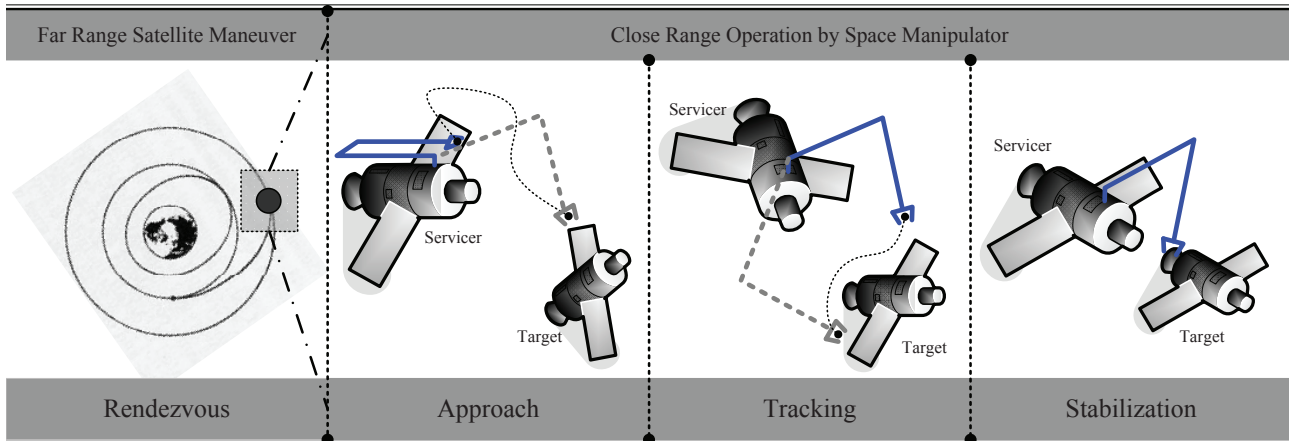 Far Range Satellite Maneuver
Close Range Operation by Space Manipulator
Servicer
Target
Servicer
Target
Servicer
Target
Rendezvous
Approach
Tracking
Stabilization